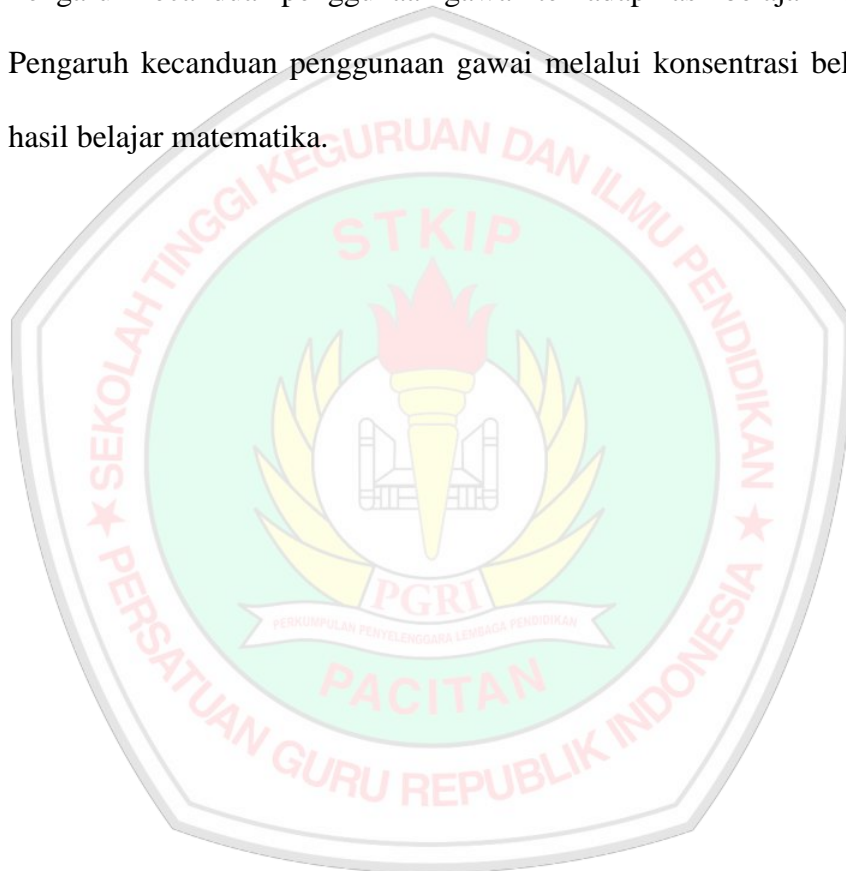 Pengaruh kecanduan penggunaan gawai melalui konsentrasi
hasil belajar matematika.
SEKOLAH TINGGI KEGURUAN DAN ILMU PENDIDIKAN
STKIP
PGRI
PERKUMPULAN PENYELENGGARA LEMBAGA PENDIDIKAN
PACITAN
PERSATUAN GURU REPUBLIK INDONESIA